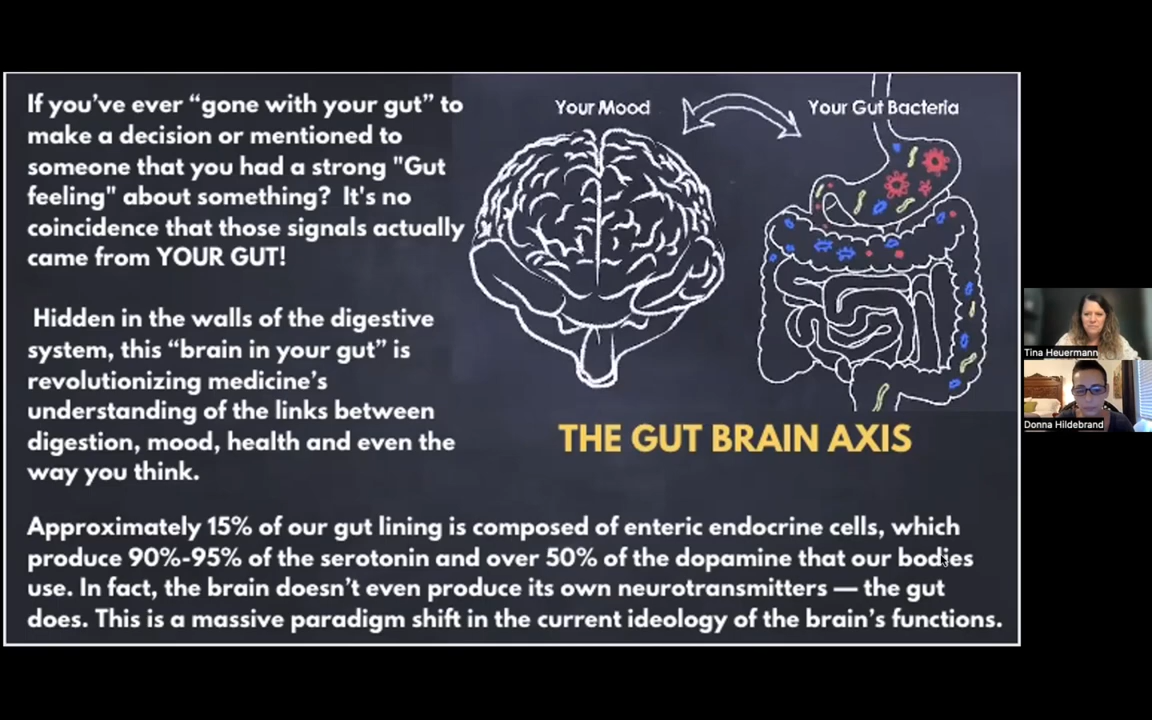 If you've ever “gone with your gut” to
make a decision or mentioned to
someone that you had a strong "Gut
feeling" about something?  It's no
coincidence that those signals actually
came from YOUR GUT!
Hidden in the walls of the digestive
system, this “brain in your gut” is
revolutionizing medicine's
understanding of the links between
digestion, mood, health and even the
way you think.
Your Mood
Your Gut Bacteria
THE GUT BRAIN AXIS
Approximately 15% of our gut lining is composed of enteric endocrine cells, which
produce 90%-95% of the serotonin and over 50% of the dopamine that our bodies
use. In fact, the brain doesn't even produce its own neurotransmitters — the gut
does. This is a massive paradigm shift in the current ideology of the brain's functions.
Tina Heuermann
Donna Hildebrand